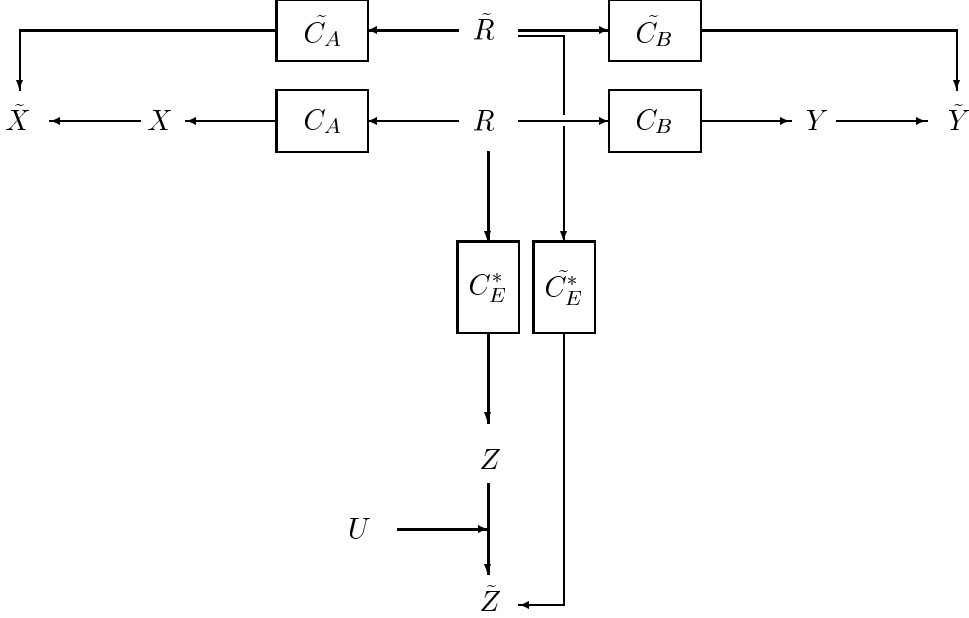 C̃_A R̃ C̃_B
X̃ X C_A R C_B Y Ỹ
C_E^* C̃_E^*
Z
U
Z̃